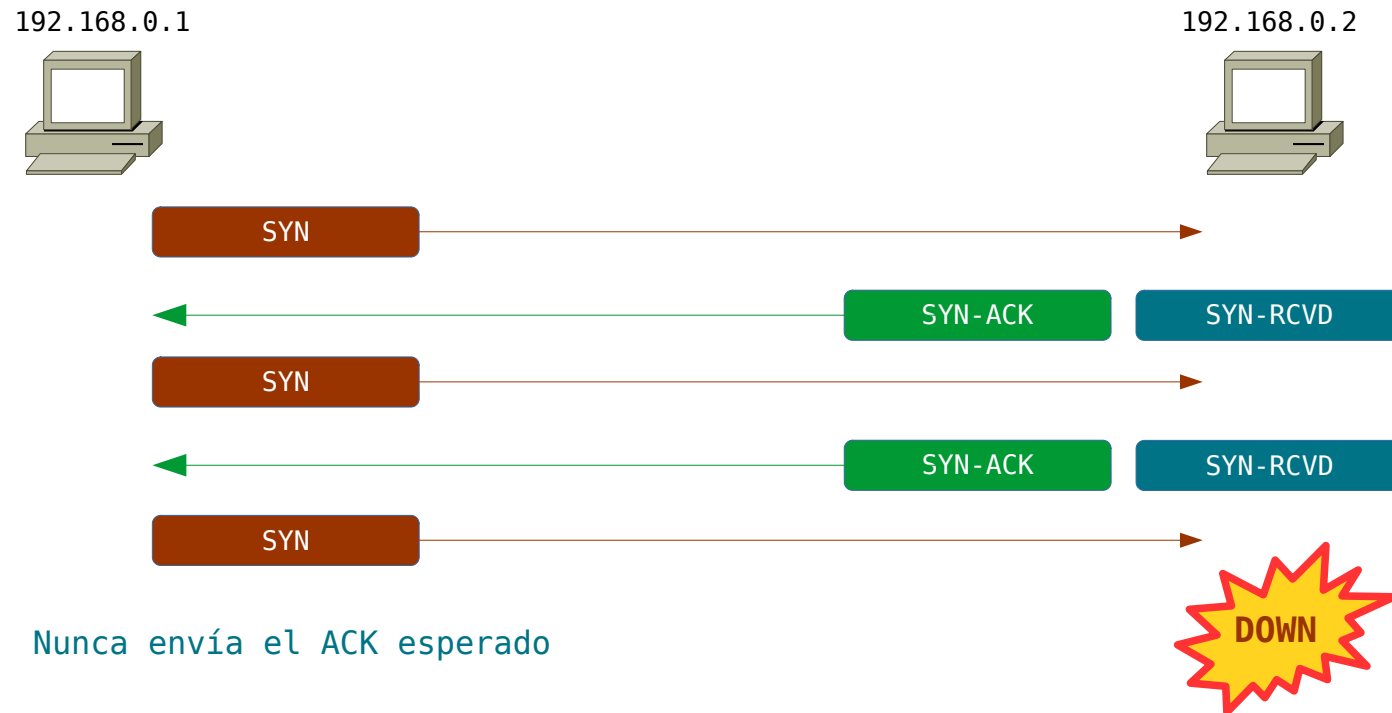 192.168.0.1
192.168.0.2
SYN
SYN-ACK
SYN-RCVD
SYN
SYN-ACK
SYN-RCVD
SYN
Nunca envía el ACK esperado
DOWN